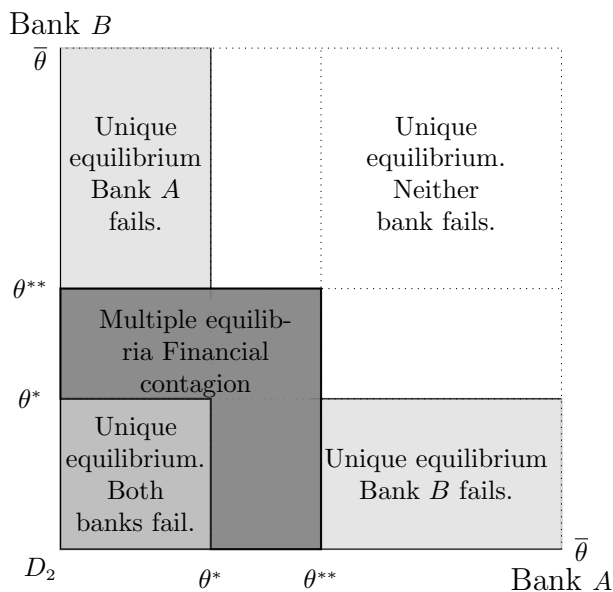 Bank B
θ̅
Unique
equilibrium
Bank A
fails.
Unique
equilibrium.
Neither
bank fails.
θ**
Multiple equilib-
ria Financial
contagion
θ*
Unique
equilibrium.
Both
banks fail.
Unique equilibrium
Bank B fails.
θ̅
D₂
θ*
θ**
Bank A